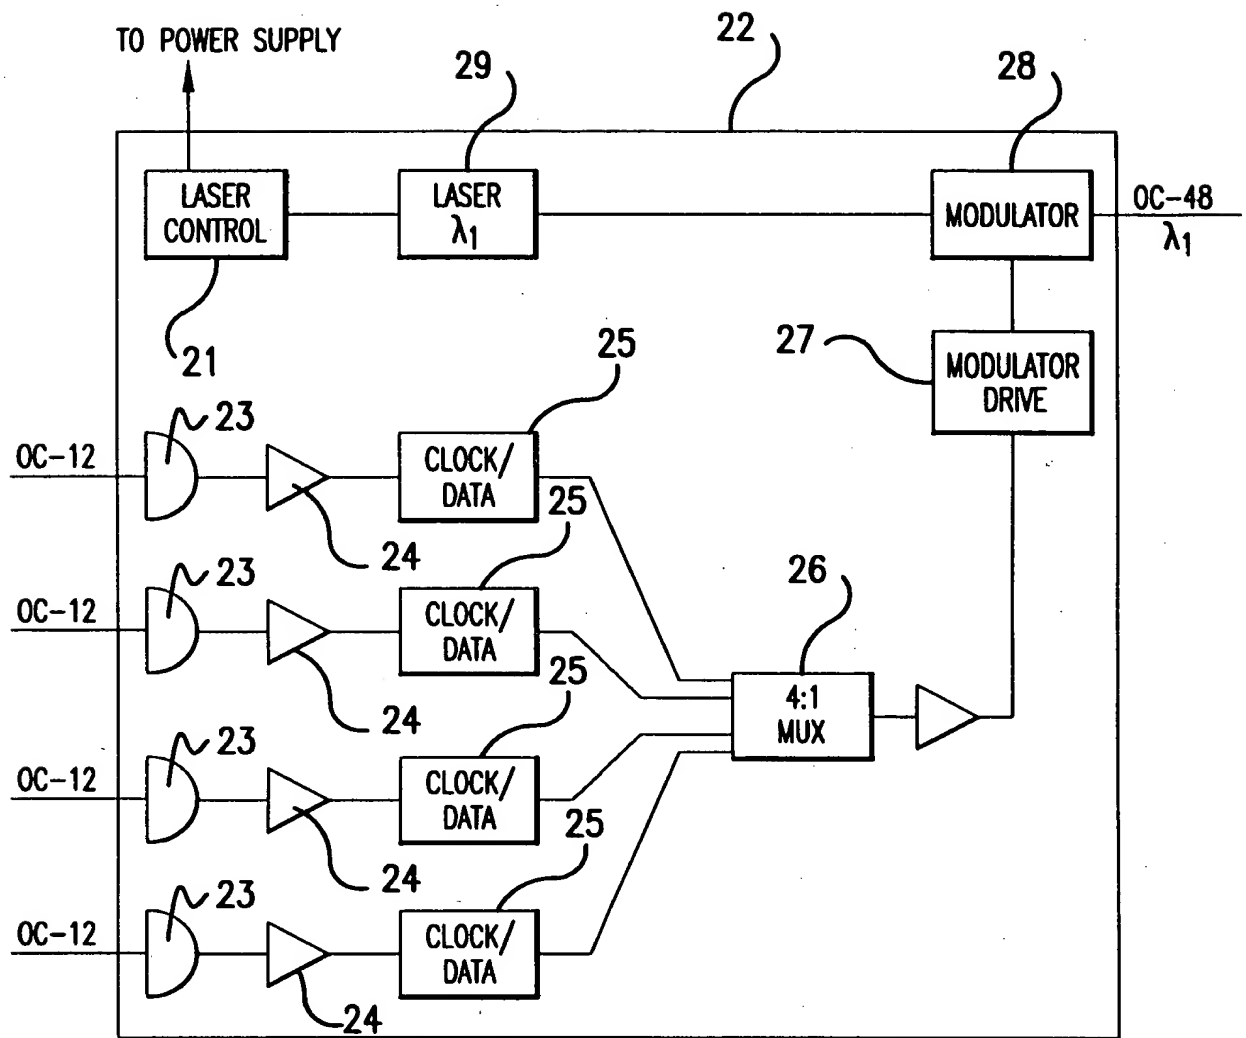 TO POWER SUPPLY
22
29
28
LASER
CONTROL
LASER
λ1
MODULATOR
OC-48
λ1
21
27
MODULATOR
DRIVE
25
23
OC-12
CLOCK/
DATA
24
25
23
OC-12
CLOCK/
DATA
24
26
4:1
MUX
25
23
OC-12
CLOCK/
DATA
24
25
23
OC-12
CLOCK/
DATA
24